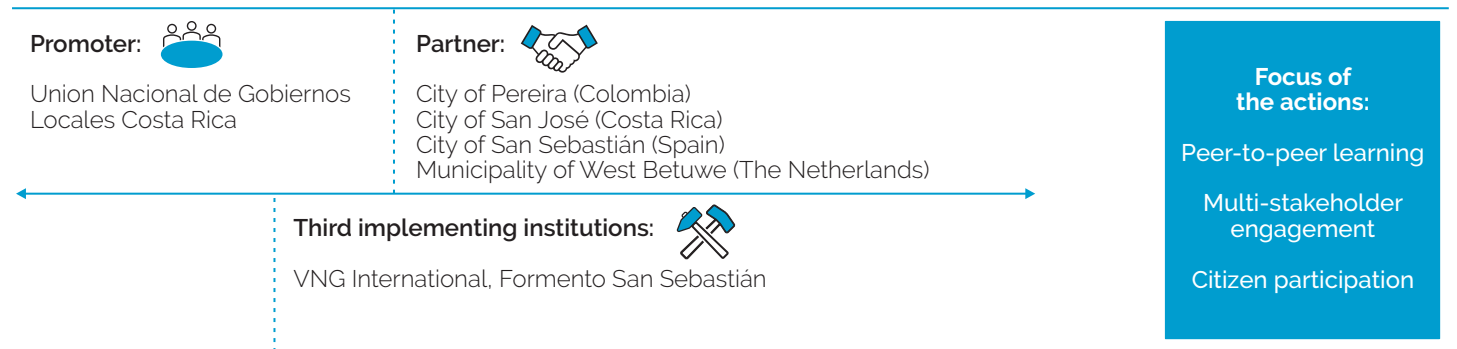 Promoter:
Union Nacional de Gobiernos
Locales Costa Rica
Partner:
City of Pereira (Colombia)
City of San José (Costa Rica)
City of San Sebastián (Spain)
Municipality of West Betuwe (The Netherlands)
Third implementing institutions:
VNG International, Formento San Sebastián
Focus of
the actions:
Peer-to-peer learning
Multi-stakeholder
engagement
Citizen participation